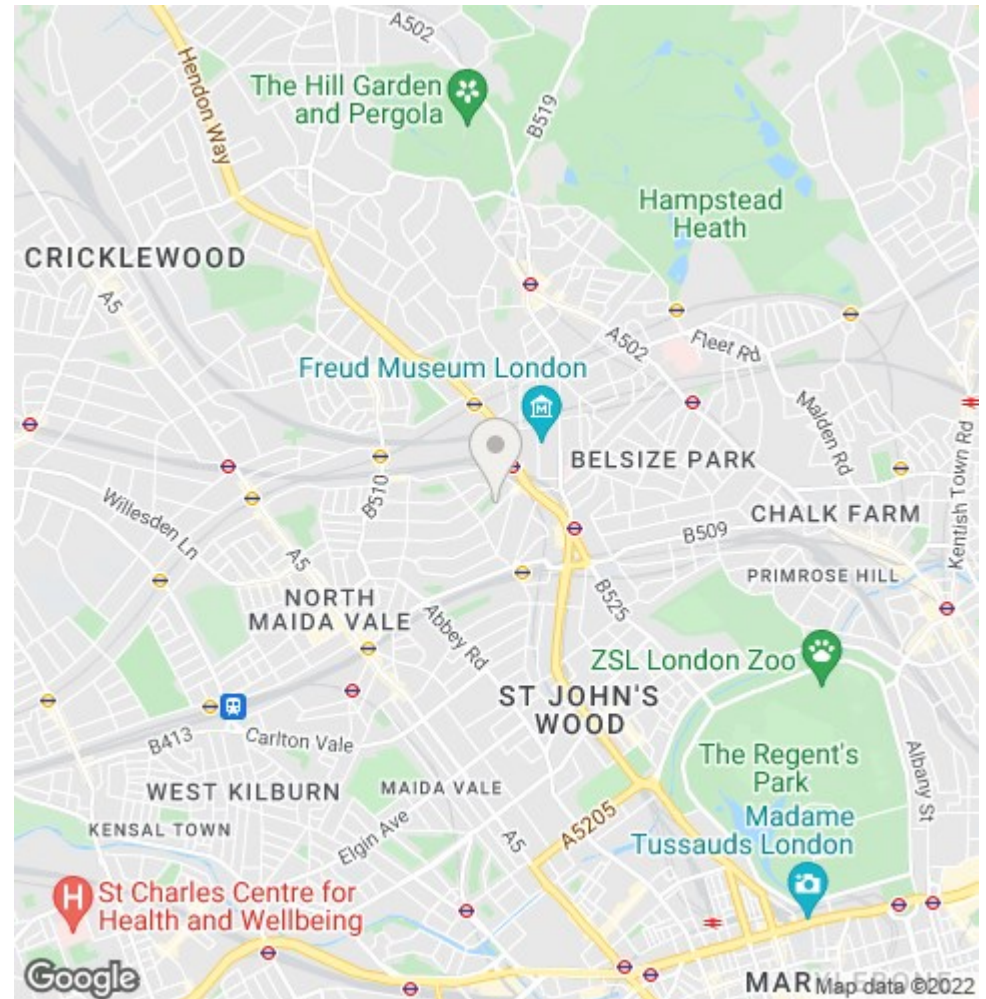 A502
Hendon Way
The Hill Garden
and Pergola
B519
Hampstead
Heath
CRICKLEWOOD
A5
A502
Fleet Rd
Freud Museum London
M
Malden Rd
Kentish Town Rd
BELSIZE PARK
B510
Willesden Ln
CHALK FARM
B509
A5
PRIMROSE HILL
NORTH
MAIDA VALE
Abbey Rd
B525
ZSL London Zoo
ST JOHN'S
WOOD
B413
Carlton Vale
The Regent's
Park
Albany St
WEST KILBURN
MAIDA VALE
KENSAL TOWN
Elgin Ave
A5
A5205
Madame
Tussauds London
H
St Charles Centre for
Health and Wellbeing
Google
Map data ©2022